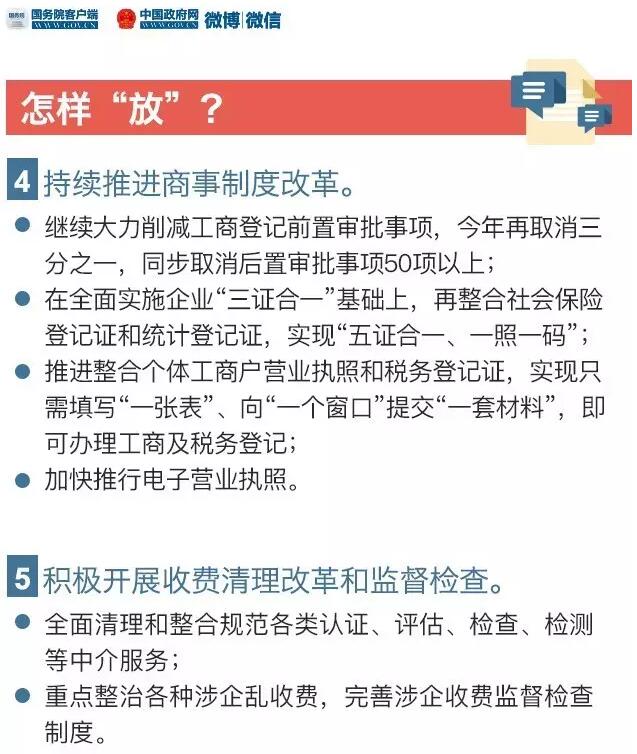 国务院客户端 中国政府网 微博 微信
WWW.GOV.CN WWW.GOV.CN
怎样“放”？
4 持续推进商事制度改革。
继续大力削减工商登记前置审批事项，今年再取消三
分之一，同步取消后置审批事项50项以上；
在全面实施企业“三证合一”基础上，再整合社会保险
登记证和统计登记证，实现“五证合一、一照一码”；
推进整合个体工商户营业执照和税务登记证，实现只
需填写“一张表”、向“一个窗口”提交“一套材料”，即
可办理工商及税务登记；
加快推行电子营业执照。
5 积极开展收费清理改革和监督检查。
全面清理和整合规范各类认证、评估、检查、检测
等中介服务；
重点整治各种涉企乱收费，完善涉企收费监督检查
制度。